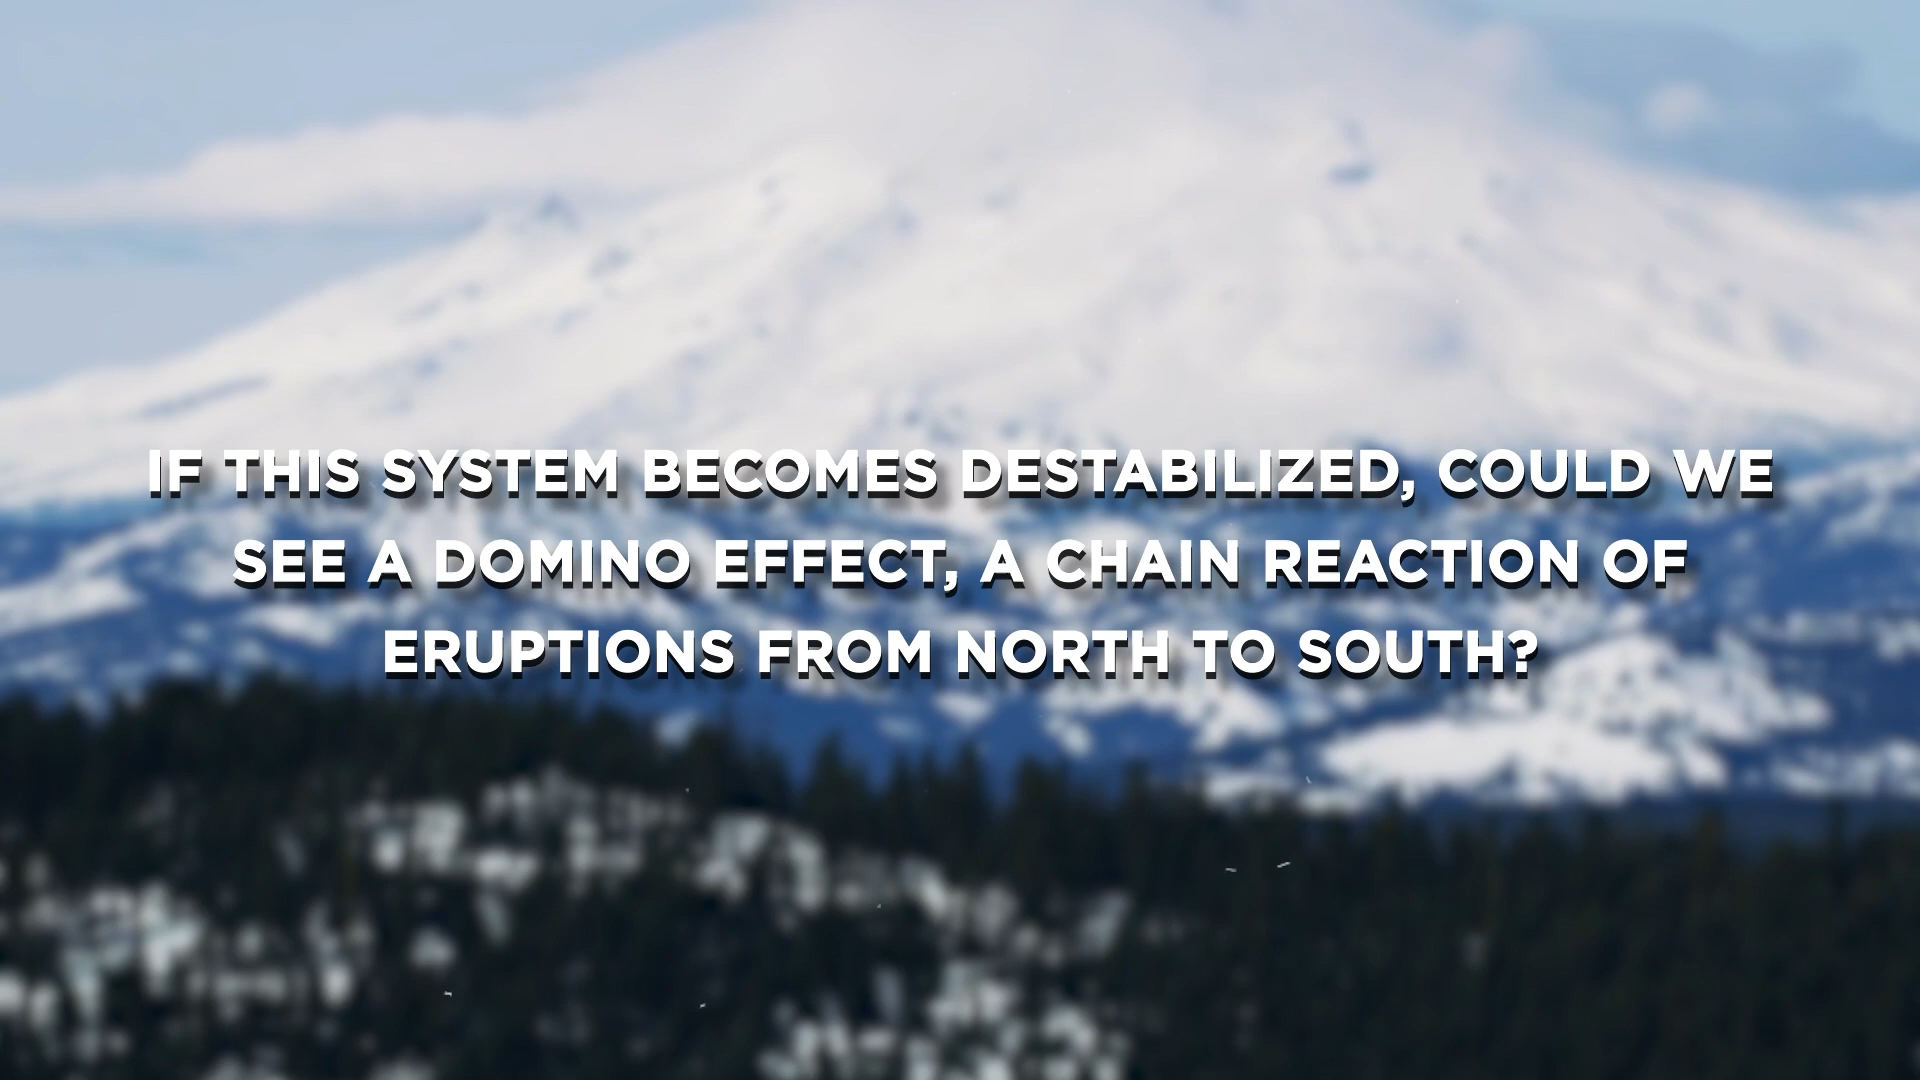 IF THIS SYSTEM BECOMES DESTABILIZED, COULD WE
SEE A DOMINO EFFECT, A CHAIN REACTION OF
ERUPTIONS FROM NORTH TO SOUTH?